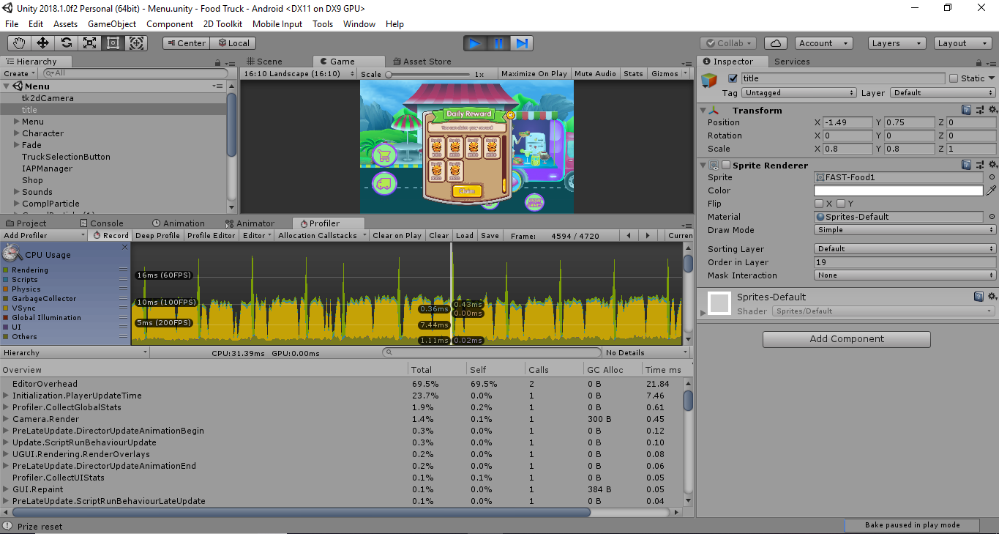 Unity 2018.1.0f2 Personal (64bit) - Menu.unity - Food Truck - Android <DX11 on DX9 GPU>
File Edit Assets GameObject Component 2D Toolkit Mobile Input Tools Window Help
Center Local Collab Account Layers Layout
Hierarchy
Create All
Menu
tk2dCamera
title
Menu
Character
Fade
TruckSelectionButton
IAPManager
Shop
Sounds
ComplParticle
Scene Game Asset Store
16:10 Landscape (16:10) Scale 1x Maximize On Play Mute Audio Stats Gizmos
Daily Reward
You can claim your reward
Claim
MORE GAMES
Inspector Services
title Static
Tag Untagged Layer Default
Transform
Position X -1.49 Y 0.75 Z 0
Rotation X 0 Y 0 Z 0
Scale X 0.8 Y 0.8 Z 1
Sprite Renderer
Sprite FAST-Food1
Color
Flip X Y
Material Sprites-Default
Draw Mode Simple
Sorting Layer Default
Order in Layer 19
Mask Interaction None
Sprites-Default
Shader Sprites/Default
Add Component
Project Console Animation Animator Profiler
Add Profiler Record Deep Profile Profile Editor Editor Allocation Callstacks Clear on Play Clear Load Save Frame: 4594 / 4720 Curren
CPU Usage
Rendering
Scripts
Physics
GarbageCollector
VSync
Global Illumination
UI
Others
16ms (60FPS)
10ms (100FPS)
5ms (200FPS)
0.36ms 0.43ms
0.00ms
7.44ms
1.11ms 0.02ms
Hierarchy CPU:31.39ms GPU:0.00ms No Details
Overview Total Self Calls GC Alloc Time ms
EditorOverhead 69.5% 69.5% 2 0 B 21.84
Initialization.PlayerUpdateTime 23.7% 0.0% 1 0 B 7.46
Profiler.CollectGlobalStats 1.9% 0.2% 1 0 B 0.61
Camera.Render 1.4% 0.1% 1 300 B 0.45
PreLateUpdate.DirectorUpdateAnimationBegin 0.3% 0.0% 1 0 B 0.12
Update.ScriptRunBehaviourUpdate 0.3% 0.0% 1 0 B 0.10
UGUI.Rendering.RenderOverlays 0.2% 0.0% 1 0 B 0.08
PreLateUpdate.DirectorUpdateAnimationEnd 0.2% 0.0% 1 0 B 0.06
Profiler.CollectUIStats 0.1% 0.1% 1 0 B 0.05
GUI.Repaint 0.1% 0.0% 1 384 B 0.05
PreLateUpdate.ScriptRunBehaviourLateUpdate 0.1% 0.0% 1 0 B 0.04
Prize reset
Bake paused in play mode